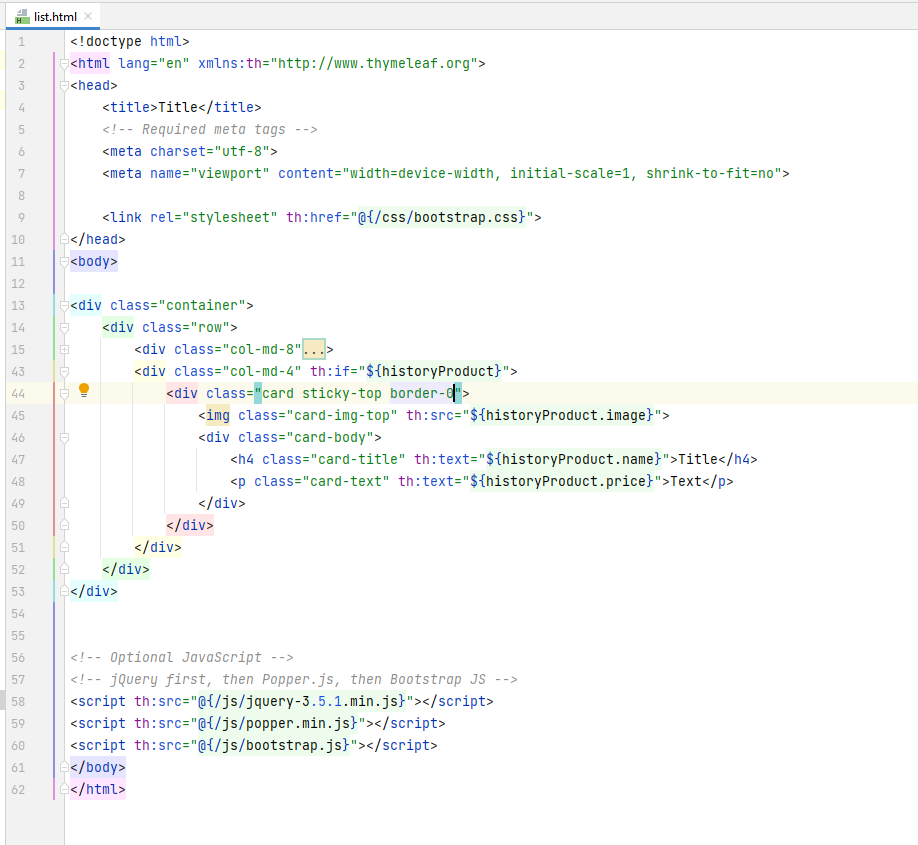 list.html
1 <!doctype html>
2 <html lang="en" xmlns:th="http://www.thymeleaf.org">
3 <head>
4     <title>Title</title>
5     <!-- Required meta tags -->
6     <meta charset="utf-8">
7     <meta name="viewport" content="width=device-width, initial-scale=1, shrink-to-fit=no">
8
9     <link rel="stylesheet" th:href="@{/css/bootstrap.css}">
10 </head>
11 <body>
12
13 <div class="container">
14     <div class="row">
15         <div class="col-md-8"...>
43         <div class="col-md-4" th:if="${historyProduct}">
44             <div class="card sticky-top border-0">
45                 <img class="card-img-top" th:src="${historyProduct.image}">
46                 <div class="card-body">
47                     <h4 class="card-title" th:text="${historyProduct.name}">Title</h4>
48                     <p class="card-text" th:text="${historyProduct.price}">Text</p>
49                 </div>
50             </div>
51         </div>
52     </div>
53 </div>
54
55
56 <!-- Optional JavaScript -->
57 <!-- jQuery first, then Popper.js, then Bootstrap JS -->
58 <script th:src="@{/js/jquery-3.5.1.min.js}"></script>
59 <script th:src="@{/js/popper.min.js}"></script>
60 <script th:src="@{/js/bootstrap.js}"></script>
61 </body>
62 </html>